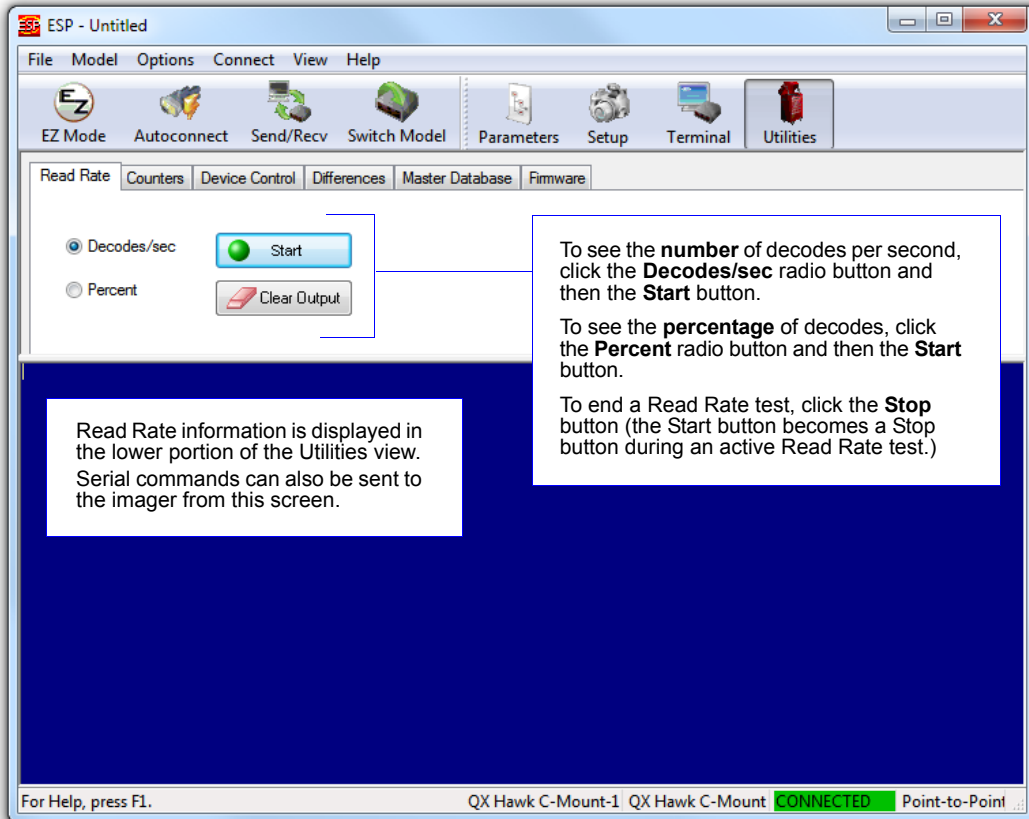 ESP - Untitled
File Model Options Connect View Help
EZ Mode Autoconnect Send/Recv Switch Model Parameters Setup Terminal Utilities
Read Rate Counters Device Control Differences Master Database Firmware
Decodes/sec Start
Percent Clear Output
To see the number of decodes per second,
click the Decodes/sec radio button and
then the Start button.
To see the percentage of decodes, click
the Percent radio button and then the Start
button.
To end a Read Rate test, click the Stop
button (the Start button becomes a Stop
button during an active Read Rate test.)
Read Rate information is displayed in
the lower portion of the Utilities view.
Serial commands can also be sent to
the imager from this screen.
For Help, press F1. QX Hawk C-Mount-1 QX Hawk C-Mount CONNECTED Point-to-Point